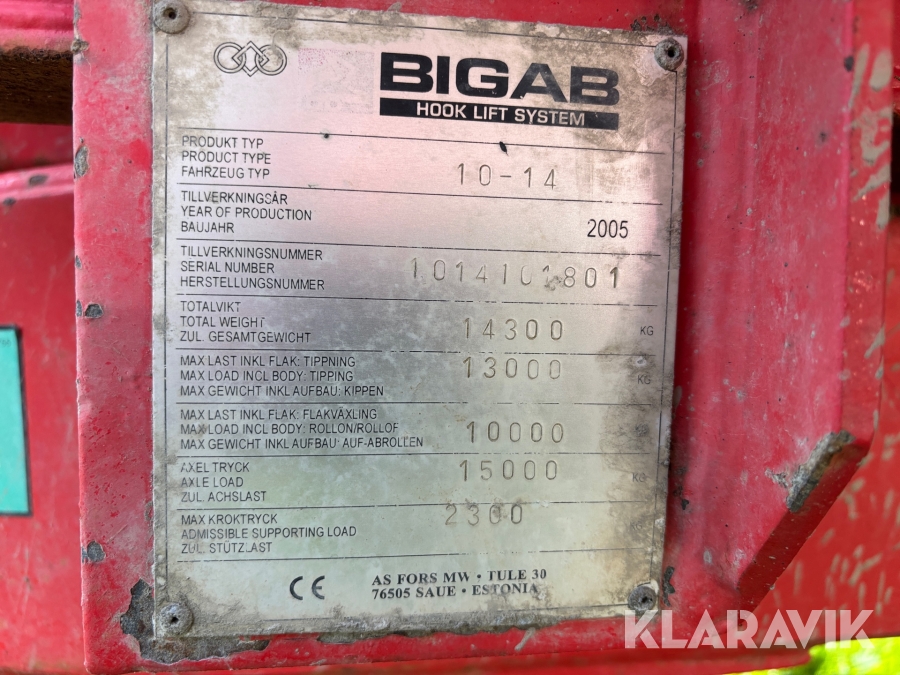 BIGAB
HOOK LIFT SYSTEM
PRODUKT TYP
PRODUCT TYPE
FAHRZEUG TYP
10-14
TILLVERKNINGSÅR
YEAR OF PRODUCTION
BAUJAHR
2005
TILLVERKNINGSNUMMER
SERIAL NUMBER
HERSTELLUNGSNUMMER
1014101801
TOTALVIKT
TOTAL WEIGHT
ZUL. GESAMTGEWICHT
14300 KG
MAX LAST INKL FLAK: TIPPNING
MAX LOAD INCL BODY: TIPPING
MAX GEWICHT INKL AUFBAU: KIPPEN
13000 KG
MAX LAST INKL FLAK: FLAKVÄXLING
MAX LOAD INCL BODY: ROLLON/ROLLOF
MAX GEWICHT INKL AUFBAU: AUF-ABROLLEN
10000 KG
AXEL TRYCK
AXLE LOAD
ZUL. ACHSLAST
15000 KG
MAX KROKTRYCK
ADMISSIBLE SUPPORTING LOAD
ZUL. STÜTZLAST
2300
CE
AS FORS MW • TULE 30
76505 SAUE • ESTONIA
KLARAVIK